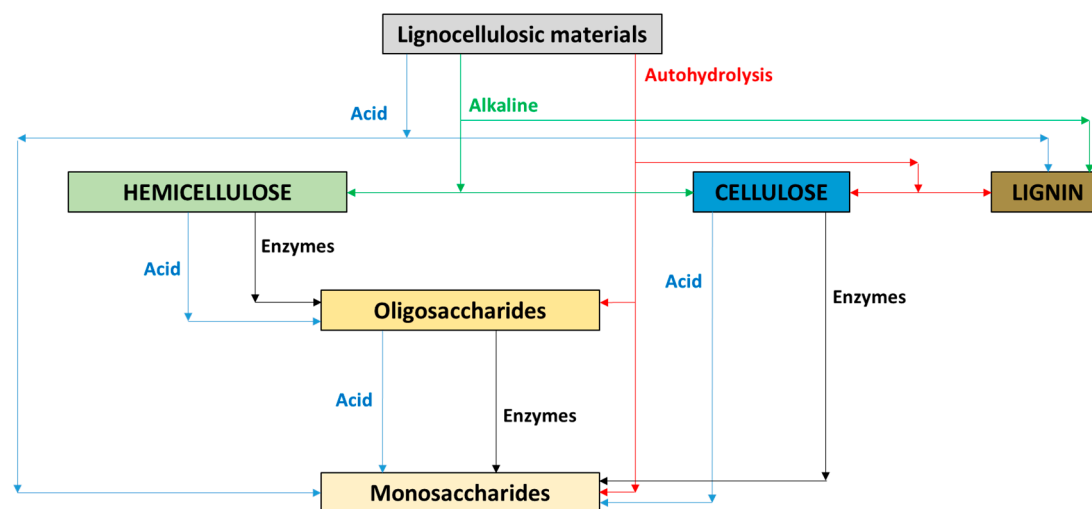 Lignocellulosic materials
Autohydrolysis
Alkaline
Acid
HEMICELLULOSE
CELLULOSE
LIGNIN
Enzymes
Acid
Acid
Enzymes
Oligosaccharides
Acid
Enzymes
Monosaccharides